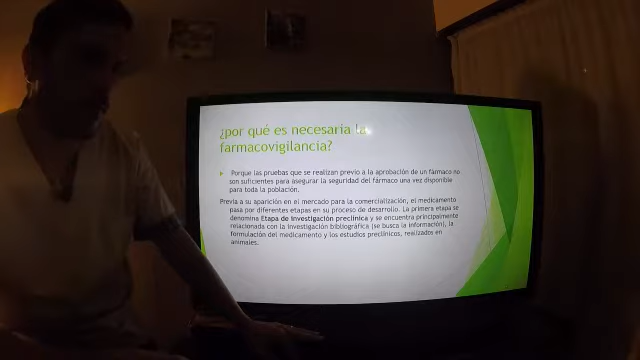 ¿por qué es necesaria la
farmacovigilancia?
Porque las pruebas que se realizan previo a la aprobación de un fármaco no
son suficientes para asegurar la seguridad del fármaco una vez disponible
para toda la población.
Previa a su aparición en el mercado para la comercialización, el medicamento
pasa por diferentes etapas en su proceso de desarrollo. La primera etapa se
denomina Etapa de investigación preclínica y se encuentra principalmente
relacionada con la investigación bibliográfica (se busca la información), la
formulación del medicamento y los estudios preclínicos, realizados en
animales.